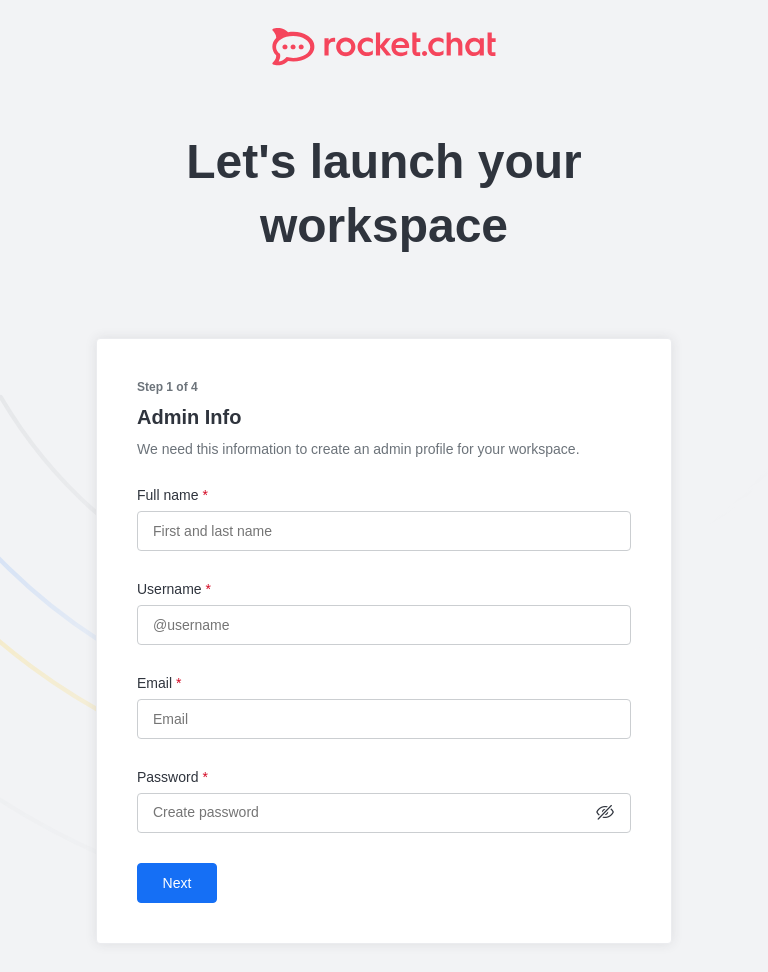 rocket.chat
Let's launch your
workspace
Step 1 of 4
Admin Info
We need this information to create an admin profile for your workspace.
Full name *
First and last name
Username *
@username
Email *
Email
Password *
Create password
Next